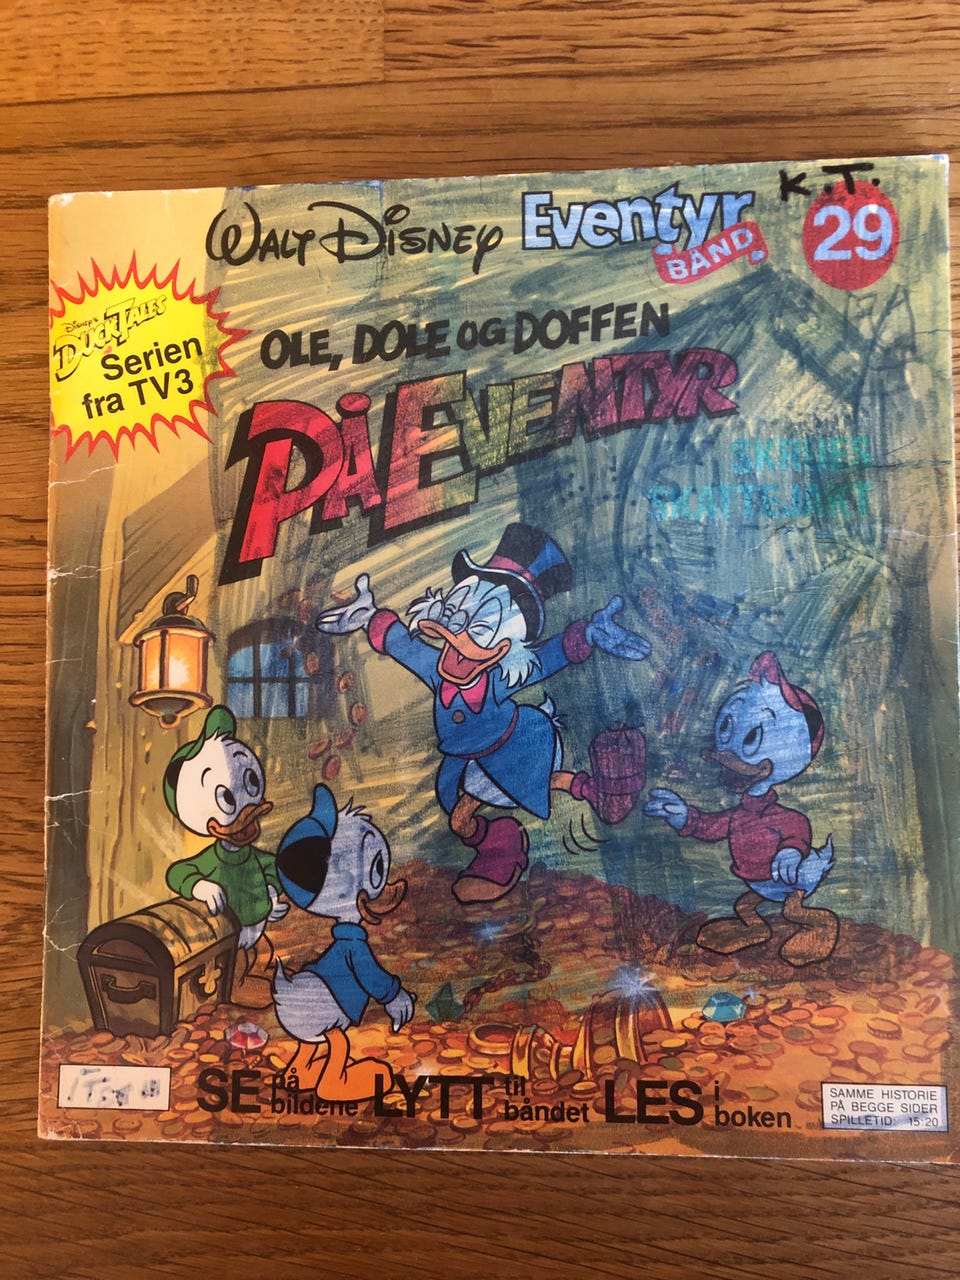 K.T.
WALT DISNEY Eventyr
BÅND
29
Disney's
DUCKTALES
Serien
fra TV3
OLE, DOLE OG DOFFEN
PÅ EVENTYR
SKATTEJAKT
SE på bildene LYTT til båndet LES i boken
SAMME HISTORIE
PÅ BEGGE SIDER
SPILLETID: 15:20